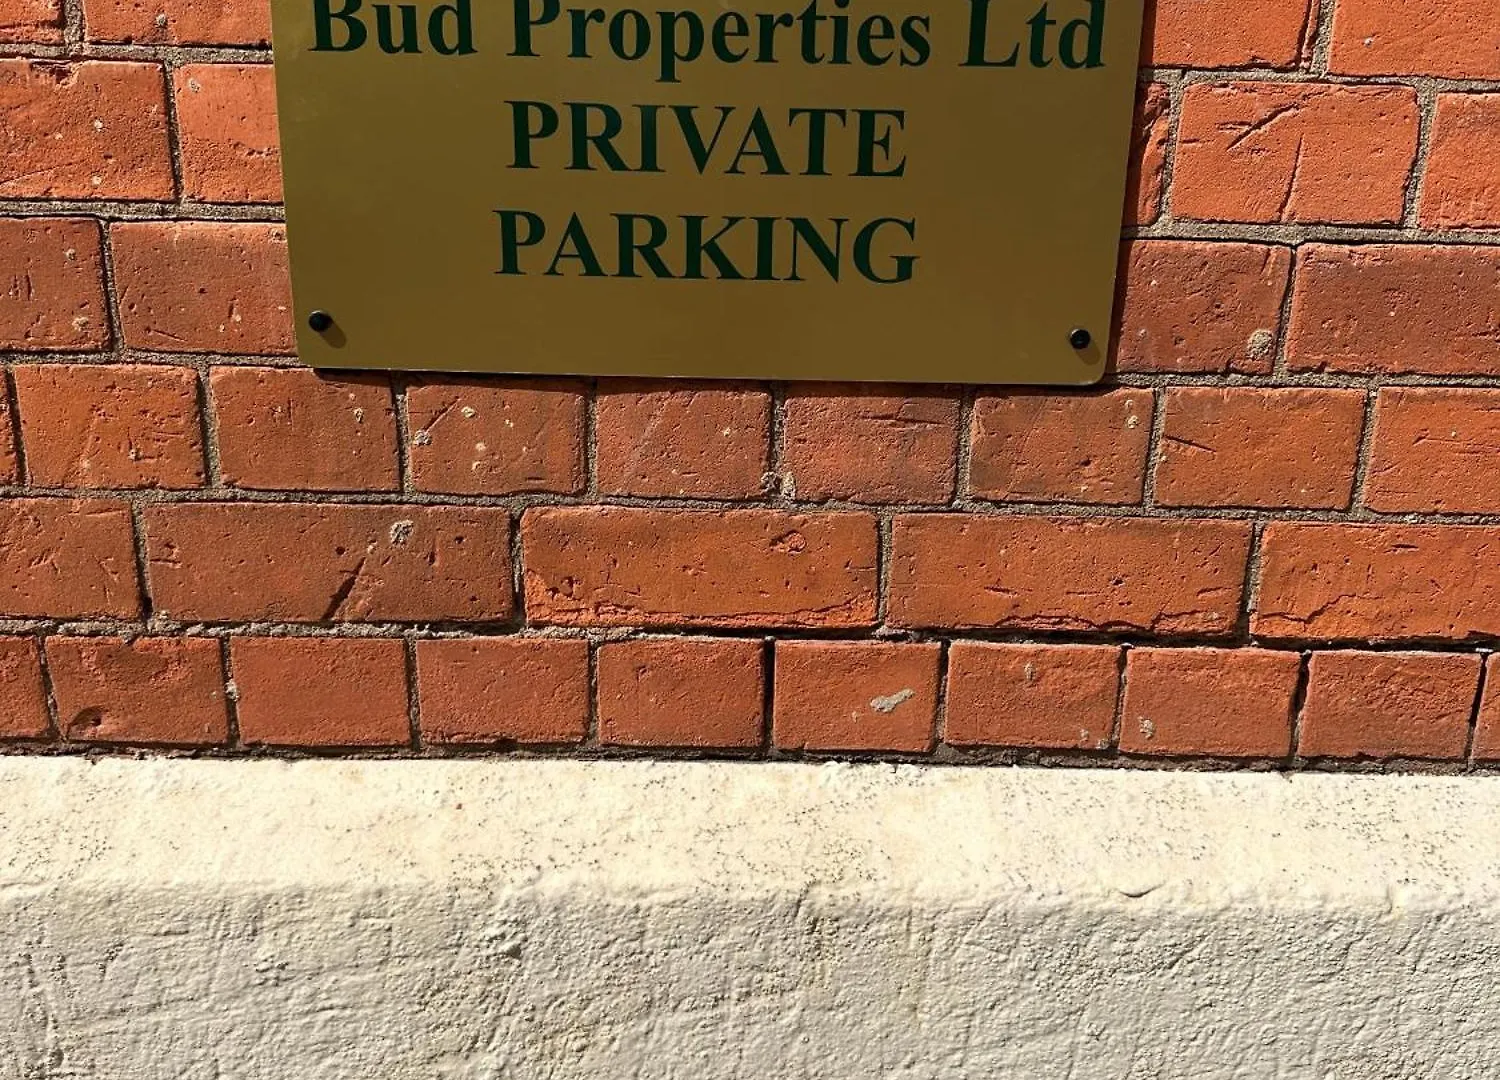 Bud Properties Ltd
PRIVATE
PARKING